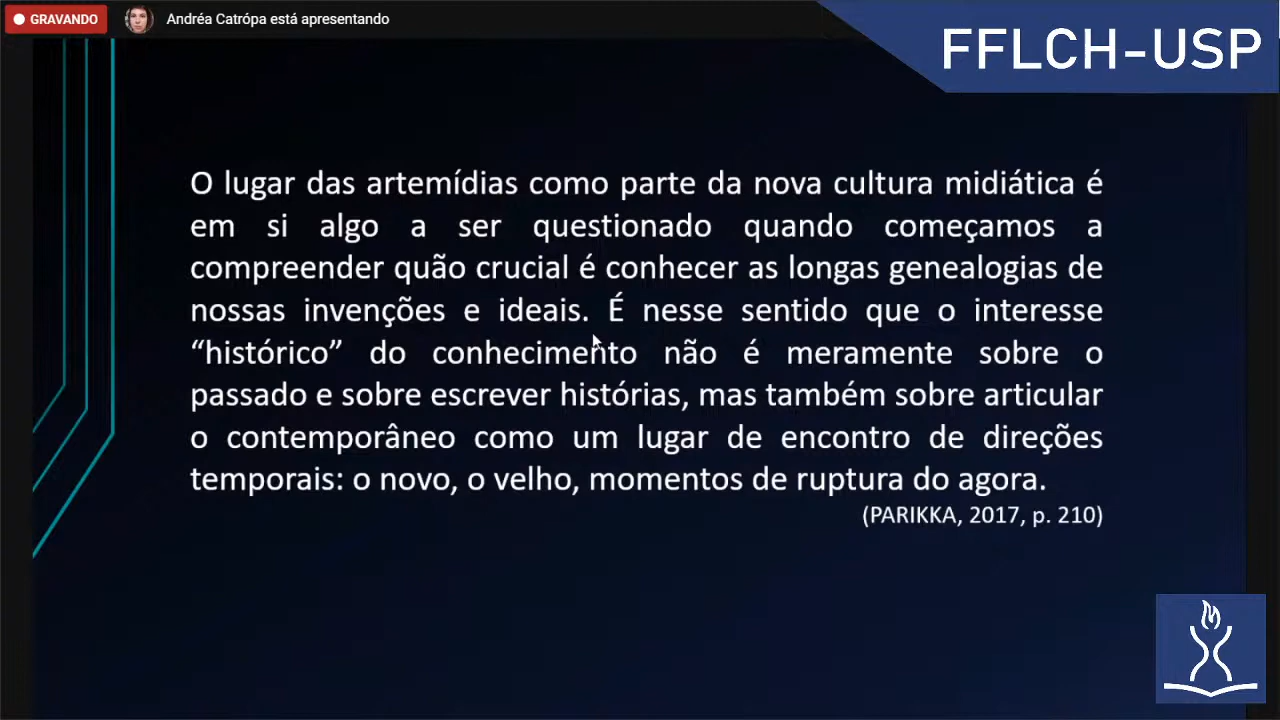 GRAVANDO
Andréa Catrópa está apresentando
FFLCH-USP
O lugar das artemídias como parte da nova cultura midiática é
em si algo a ser questionado quando começamos a
compreender quão crucial é conhecer as longas genealogias de
nossas invenções e ideais. É nesse sentido que o interesse
“histórico” do conhecimento não é meramente sobre o
passado e sobre escrever histórias, mas também sobre articular
o contemporâneo como um lugar de encontro de direções
temporais: o novo, o velho, momentos de ruptura do agora.
(PARIKKA, 2017, p. 210)